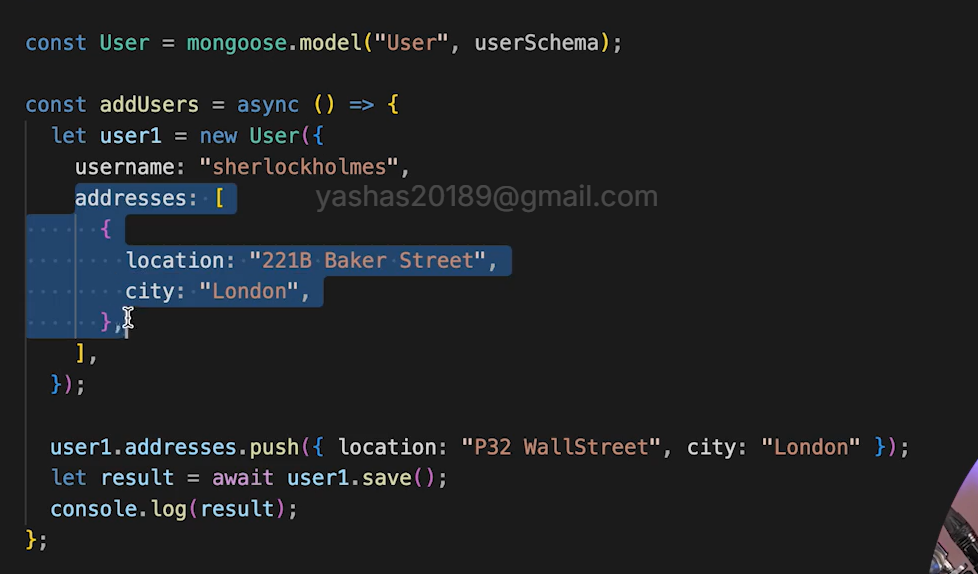 const User = mongoose.model("User", userSchema);
const addUsers = async () => {
let user1 = new User({
username: "sherlockholmes",
addresses: [
yashas20189@gmail.com
{
location: "221B Baker Street",
city: "London",
},
],
});
user1.addresses.push({ location: "P32 WallStreet", city: "London" });
let result = await user1.save();
console.log(result);
};